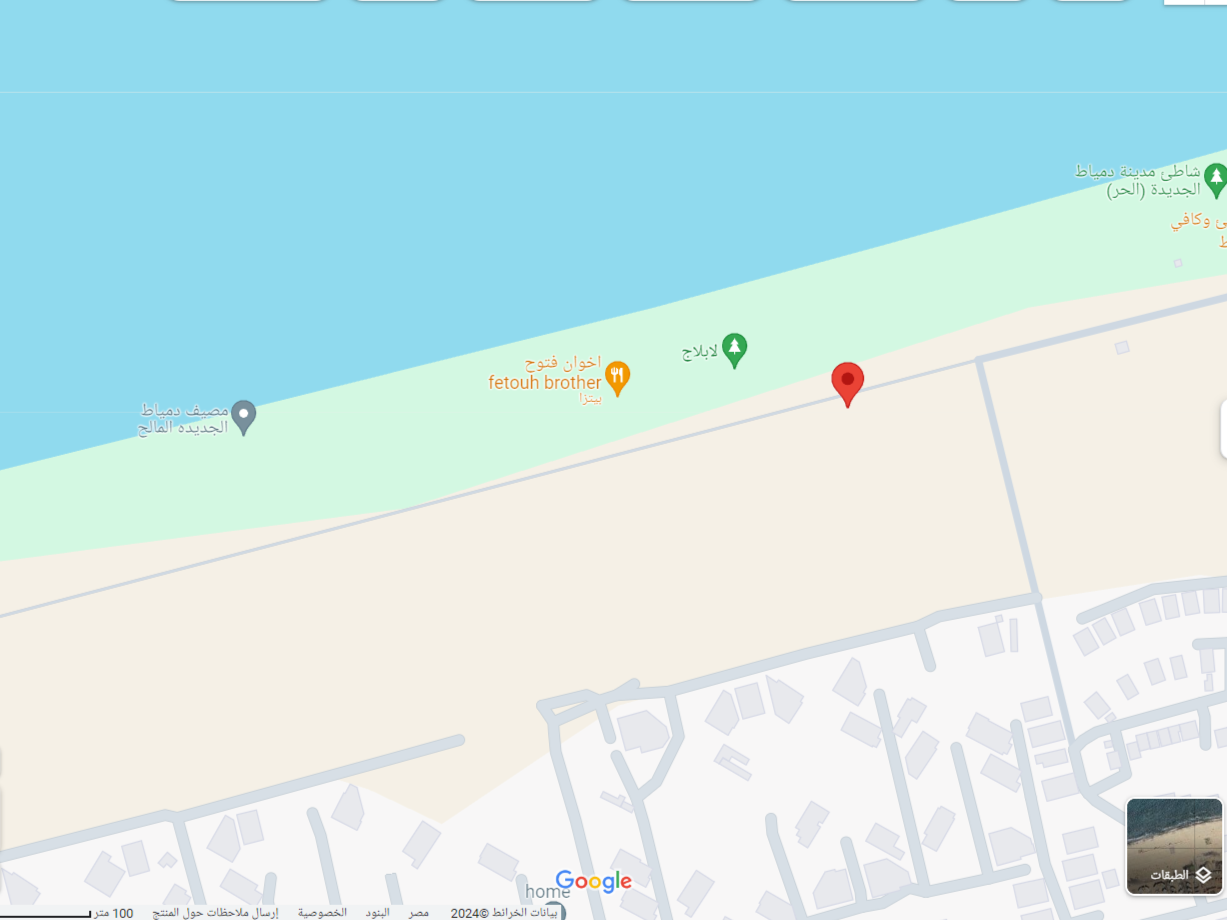 شاطئ مدينة دمياط
الجديدة (الحر)
ئ وكافي
لابلاج
اخوان فتوح
fetouh brother
بيتزا
مصيف دمياط
الجديده المالح
الطبقات
Google
home
بيانات الخرائط ©2024
مصر
البنود
الخصوصية
إرسال ملاحظات حول المنتج
100 متر